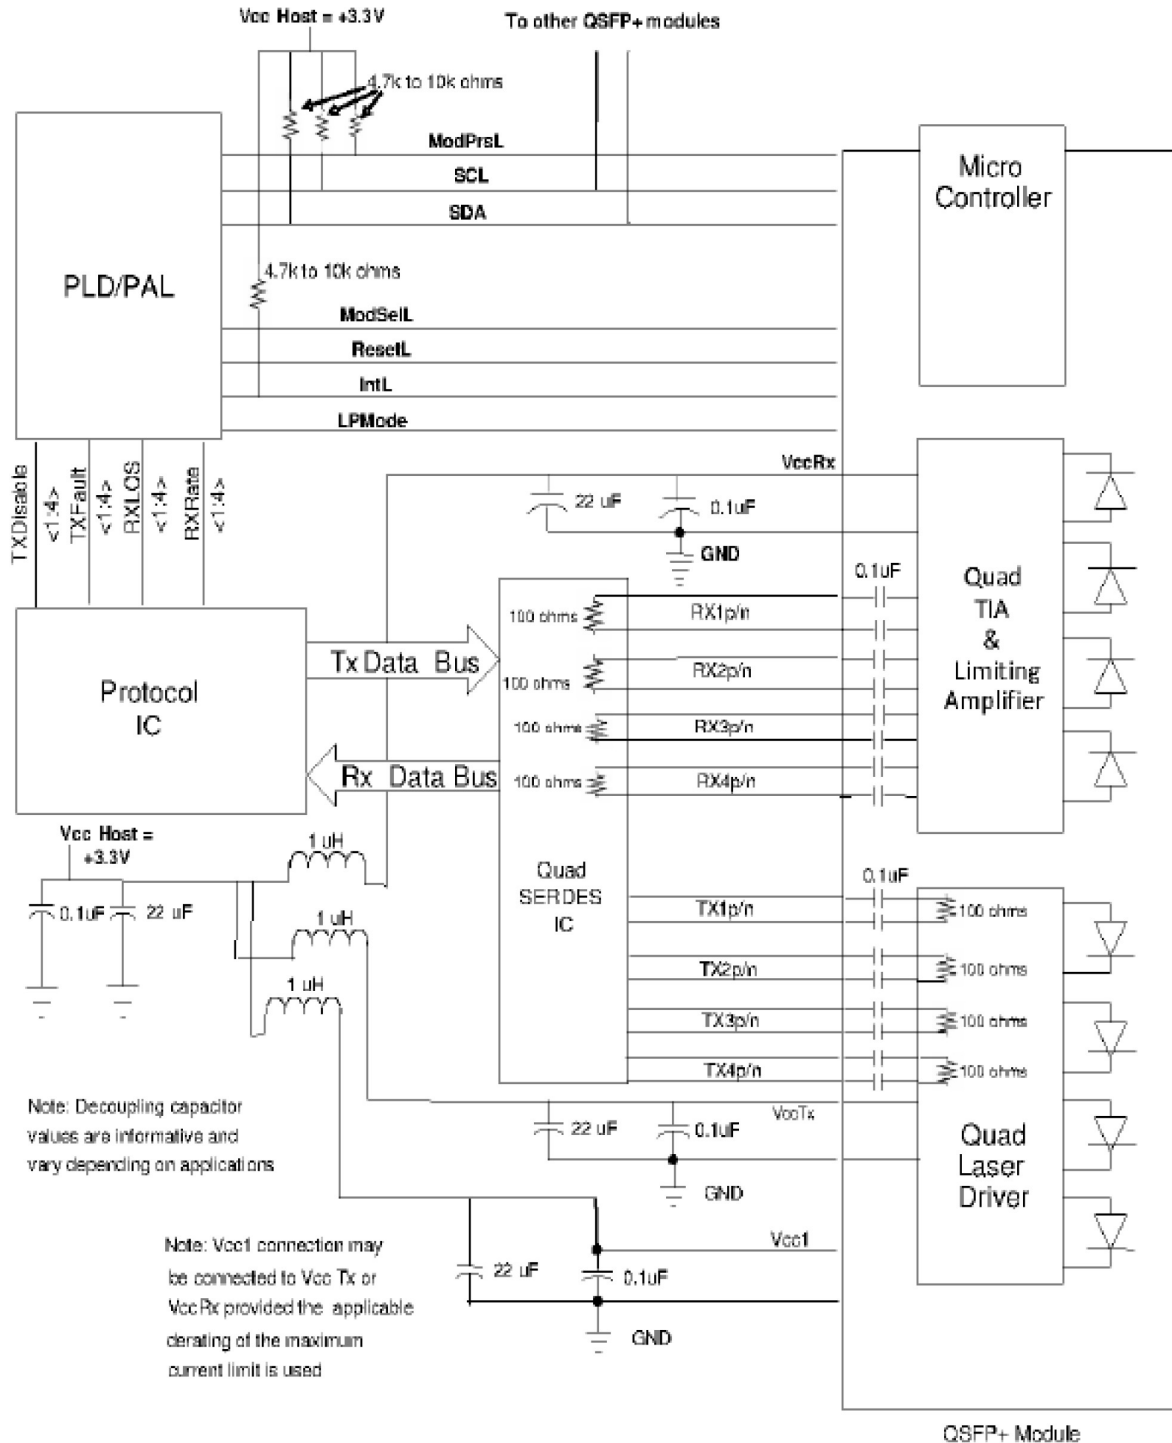 Vcc Host = +3.3V
To other QSFP+ modules
4.7k to 10k ohms
ModPrsL
SCL
SDA
Micro
Controller
PLD/PAL
4.7k to 10k ohms
ModSelL
ResetL
IntL
LPMode
TXDisable
<1:4>
TXFault
<1:4>
RXLOS
<1:4>
RXRate
<1:4>
VccRx
22 uF
0.1uF
GND
Protocol
IC
Tx Data Bus
Rx Data Bus
100 ohms
RX1p/n
100 ohms
RX2p/n
100 ohms
RX3p/n
100 ohms
RX4p/n
0.1uF
Quad
TIA
&
Limiting
Amplifier
Vcc Host =
+3.3V
0.1uF
22 uF
1 uH
1 uH
1 uH
Quad
SERDES
IC
TX1p/n
TX2p/n
TX3p/n
TX4p/n
0.1uF
100 ohms
100 ohms
100 ohms
100 ohms
VccTx
22 uF
0.1uF
GND
Quad
Laser
Driver
Note: Decoupling capacitor
values are informative and
vary depending on applications
Note: Vcc1 connection may
be connected to Vcc Tx or
Vcc Rx provided the applicable
derating of the maximum
current limit is used
Vcc1
22 uF
0.1uF
GND
QSFP+ Module